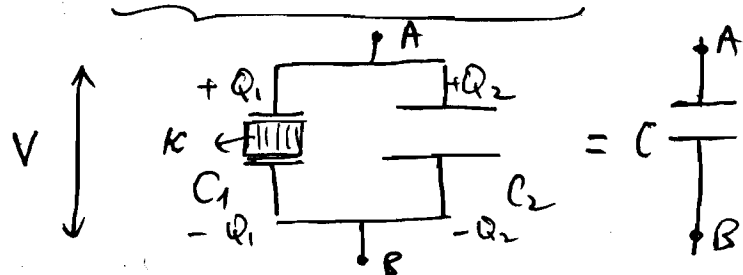 A A
+Q₁ +Q₂
V κ = C
C₁ C₂
-Q₁ -Q₂ B
B